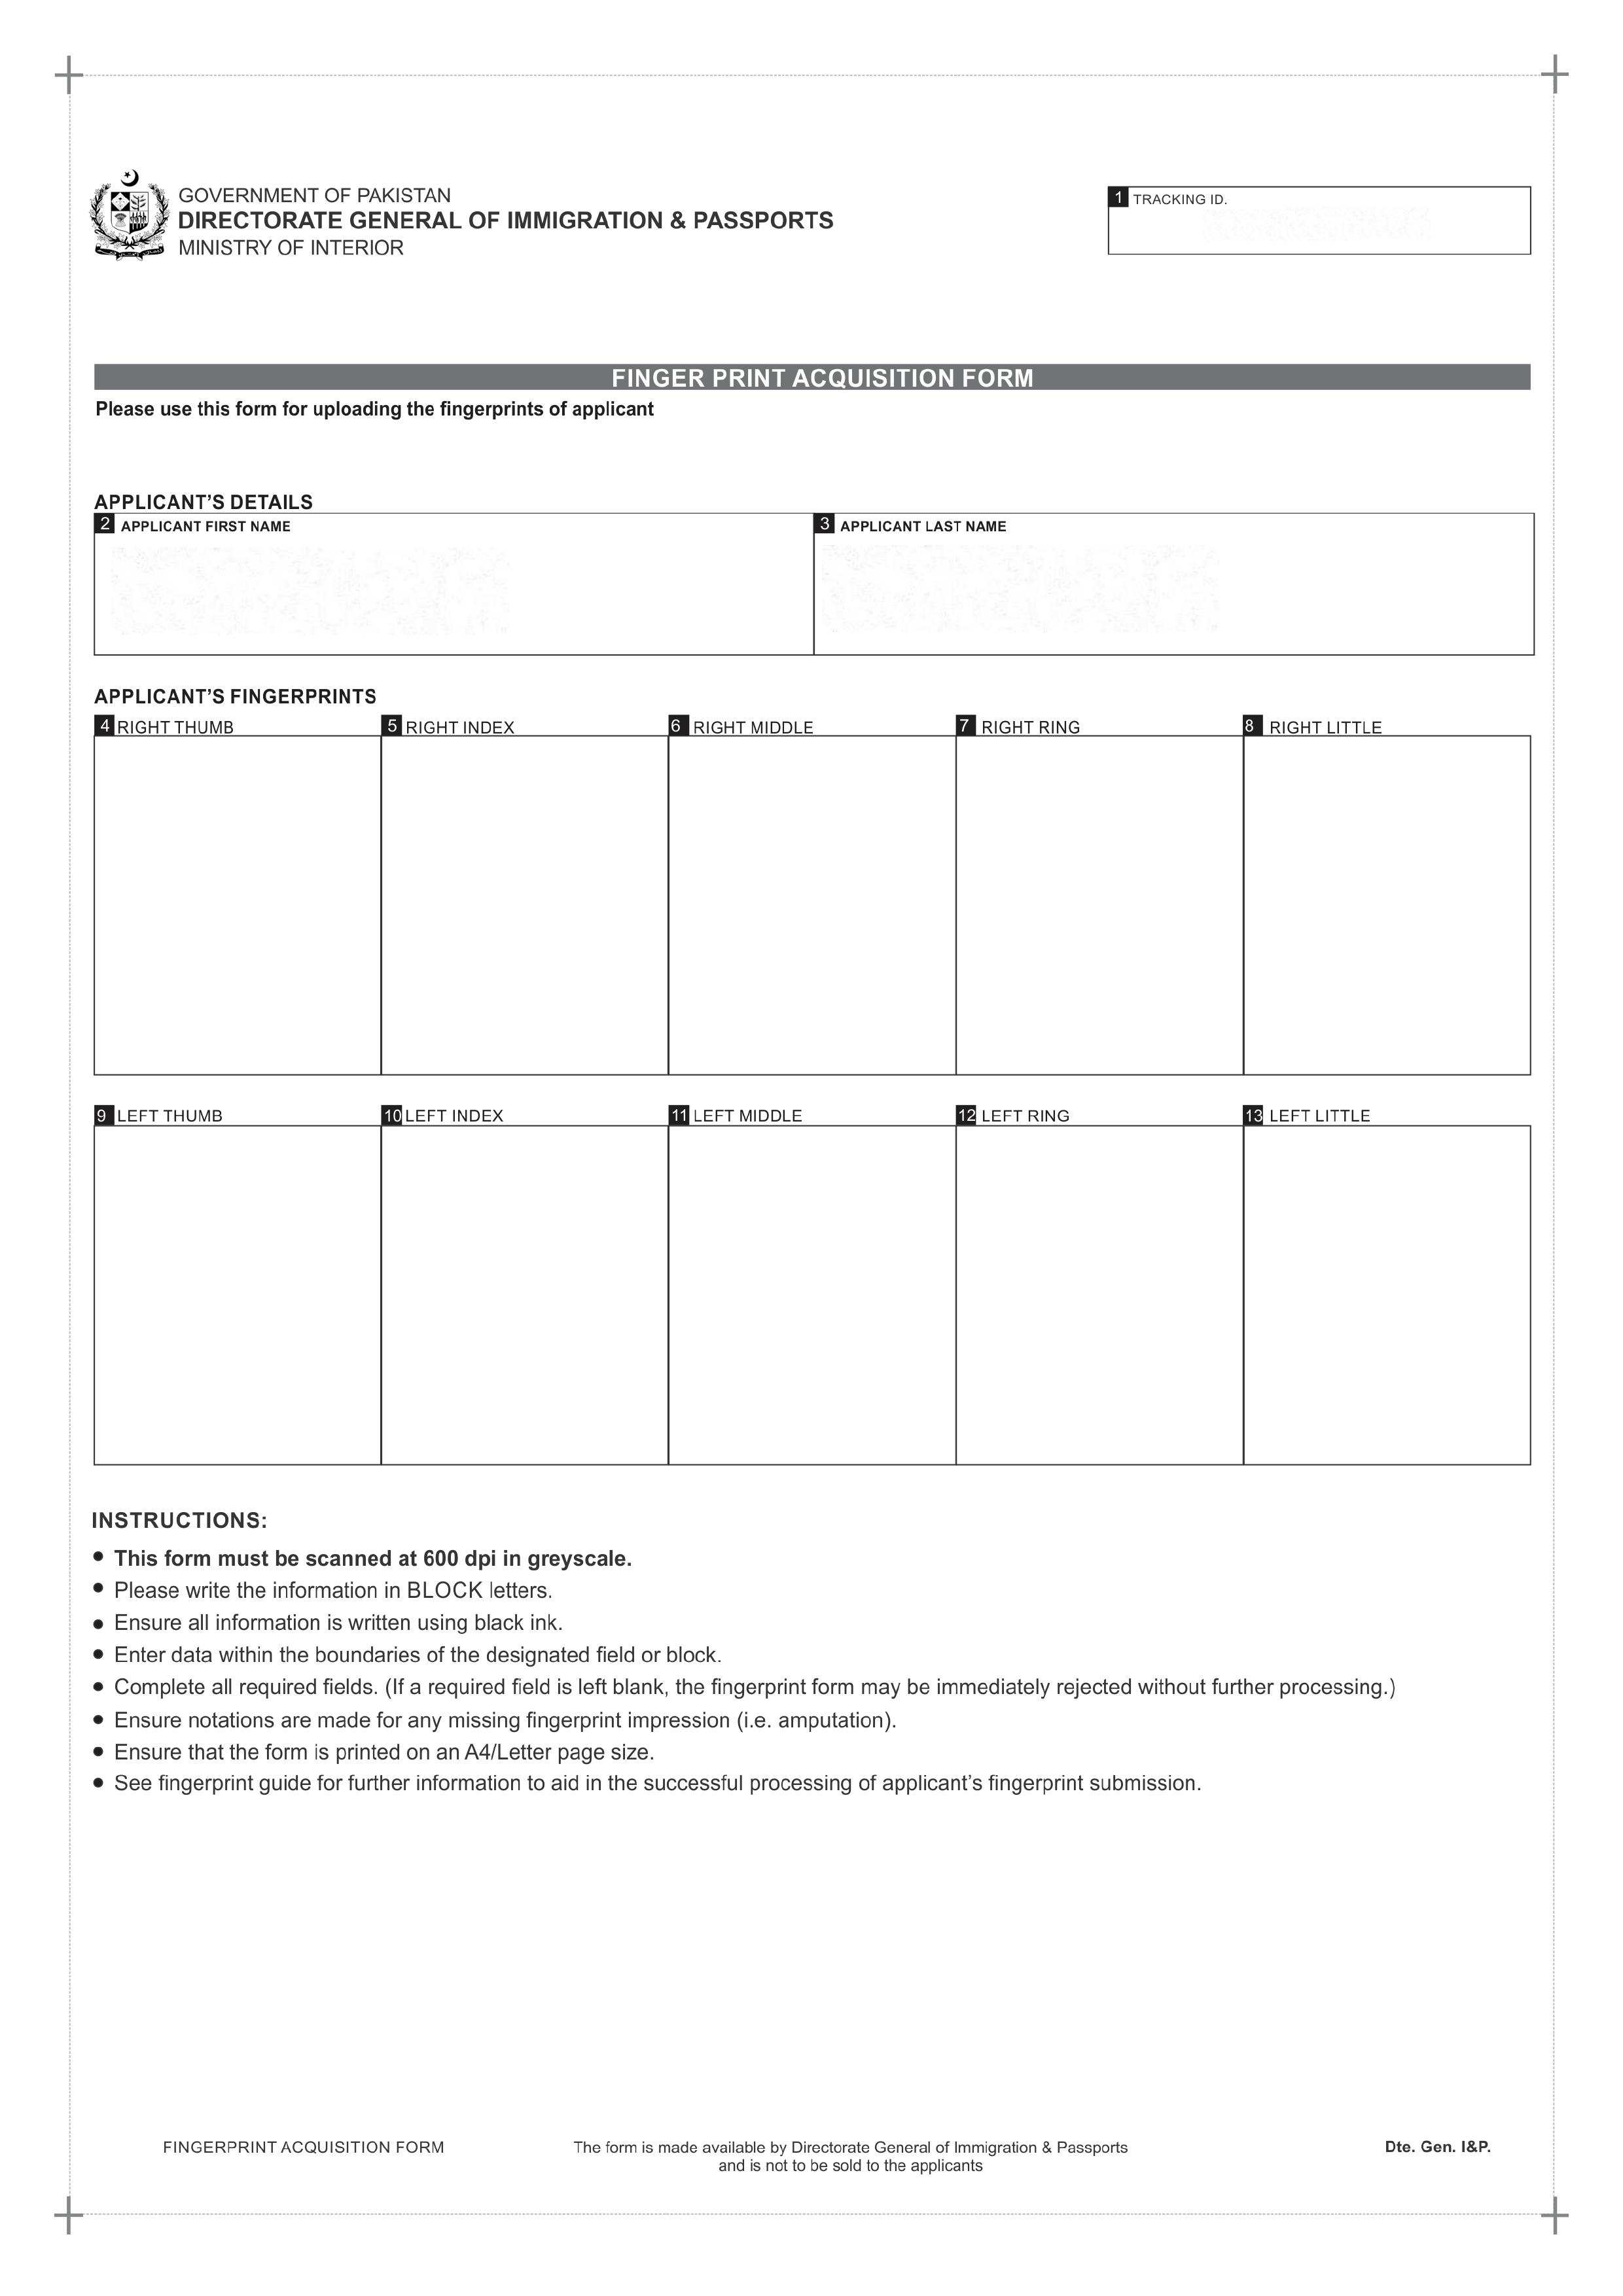 GOVERNMENT OF PAKISTAN
DIRECTORATE GENERAL OF IMMIGRATION & PASSPORTS
MINISTRY OF INTERIOR
1 TRACKING ID.
FINGER PRINT ACQUISITION FORM
Please use this form for uploading the fingerprints of applicant
APPLICANT'S DETAILS
2 APPLICANT FIRST NAME
3 APPLICANT LAST NAME
APPLICANT'S FINGERPRINTS
4 RIGHT THUMB
5 RIGHT INDEX
6 RIGHT MIDDLE
7 RIGHT RING
8 RIGHT LITTLE
9 LEFT THUMB
10 LEFT INDEX
11 LEFT MIDDLE
12 LEFT RING
13 LEFT LITTLE
INSTRUCTIONS:
• This form must be scanned at 600 dpi in greyscale.
• Please write the information in BLOCK letters.
• Ensure all information is written using black ink.
• Enter data within the boundaries of the designated field or block.
• Complete all required fields. (If a required field is left blank, the fingerprint form may be immediately rejected without further processing.)
• Ensure notations are made for any missing fingerprint impression (i.e. amputation).
• Ensure that the form is printed on an A4/Letter page size.
• See fingerprint guide for further information to aid in the successful processing of applicant's fingerprint submission.
FINGERPRINT ACQUISITION FORM
The form is made available by Directorate General of Immigration & Passports
and is not to be sold to the applicants
Dte. Gen. I&P.